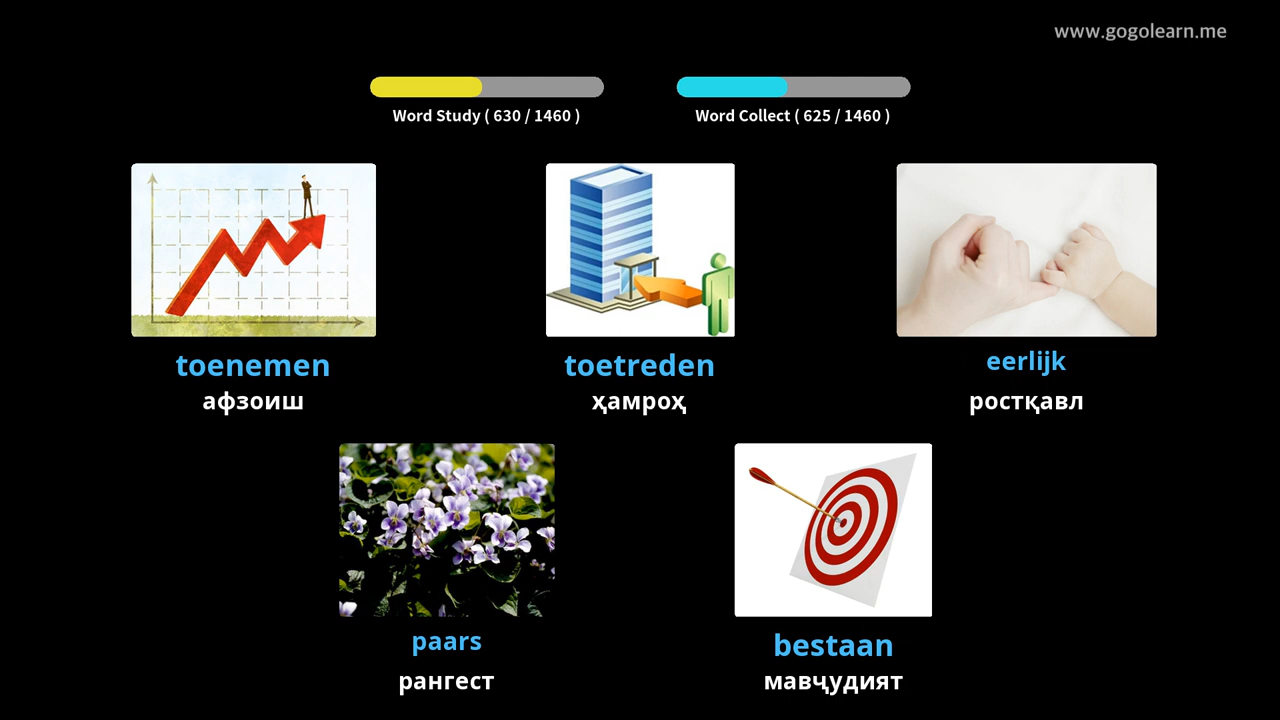 www.gogolearn.me
Word Study ( 630 / 1460 )
Word Collect ( 625 / 1460 )
toenemen
афзоиш
toetreden
ҳамроҳ
eerlijk
ростқавл
paars
рангест
bestaan
мавҷудият